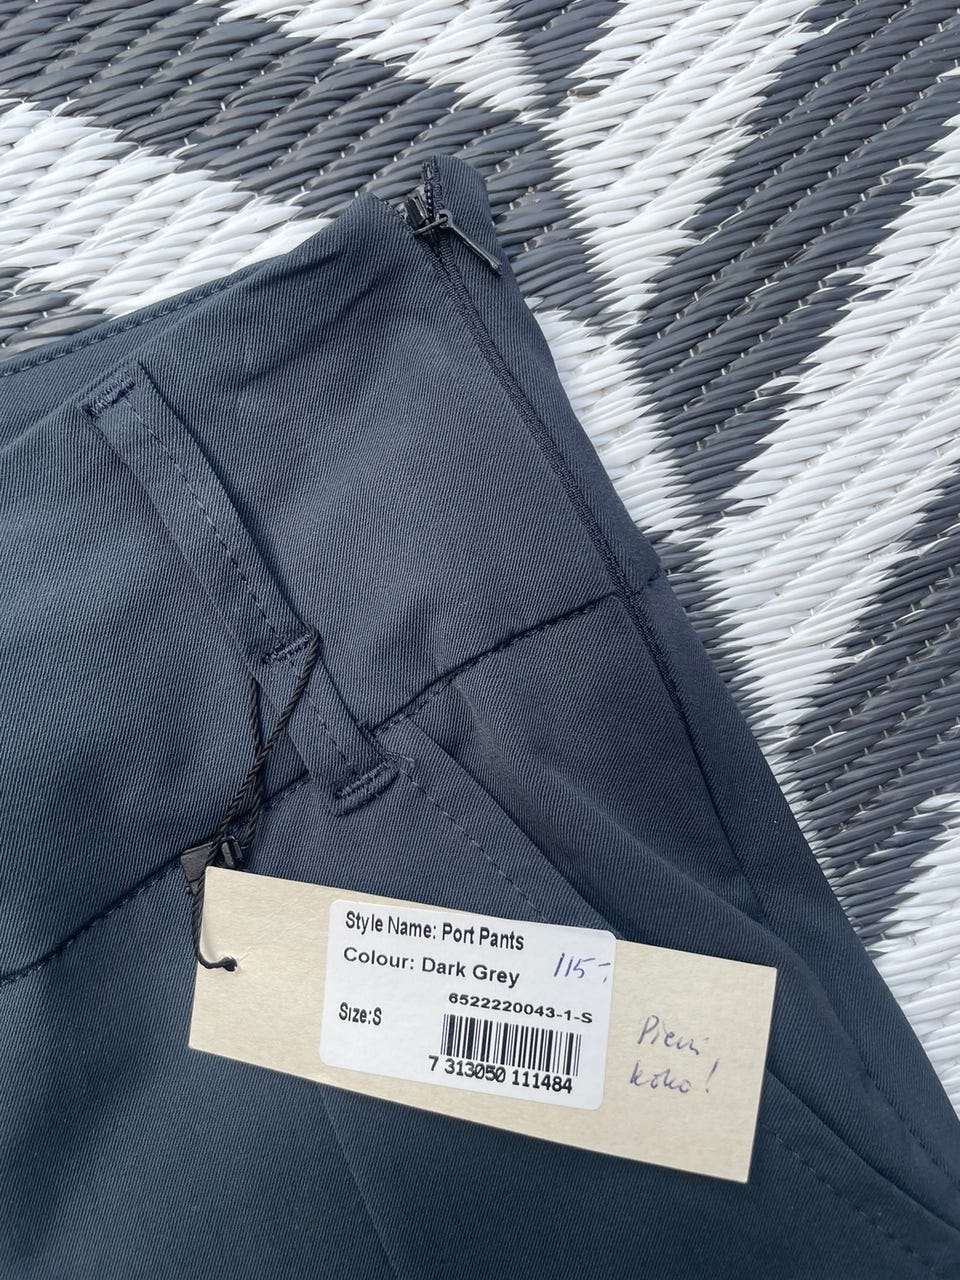 Style Name: Port Pants
Colour: Dark Grey
115-
6522220043-1-S
Size:S
7 313050 111484
Pieni
koko!